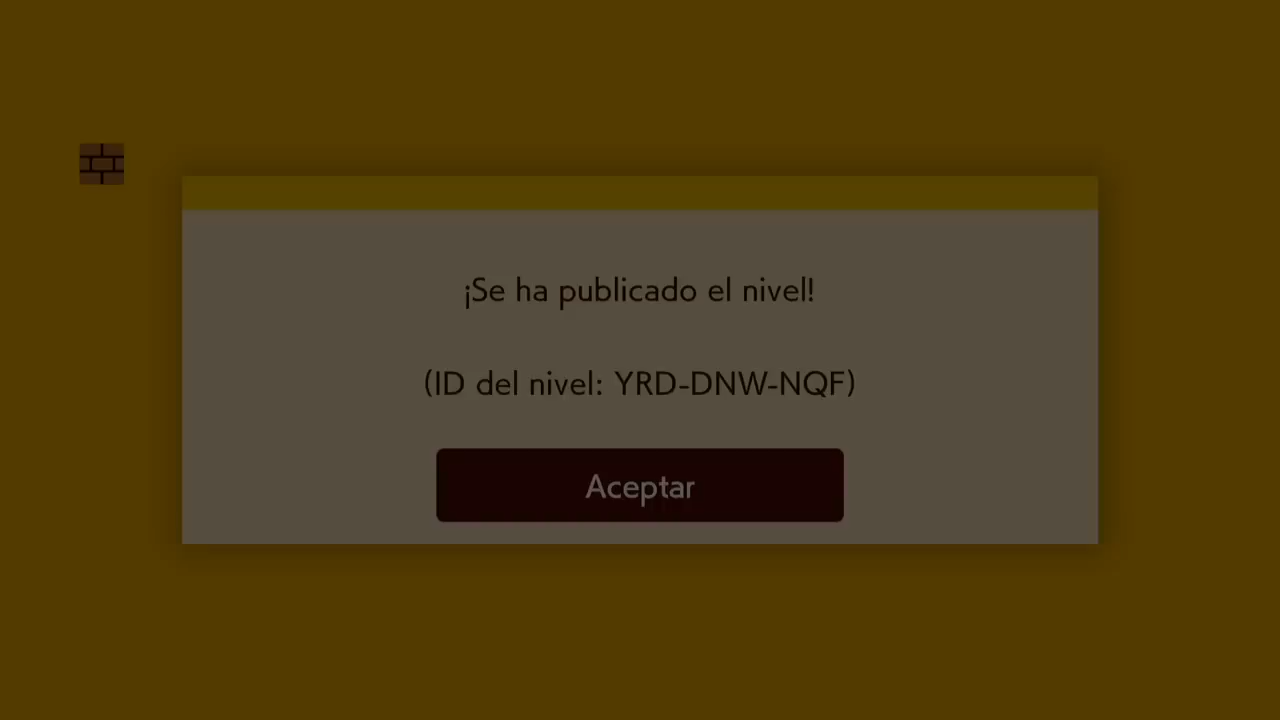 ¡Se ha publicado el nivel!
(ID del nivel: YRD-DNW-NQF)
Aceptar